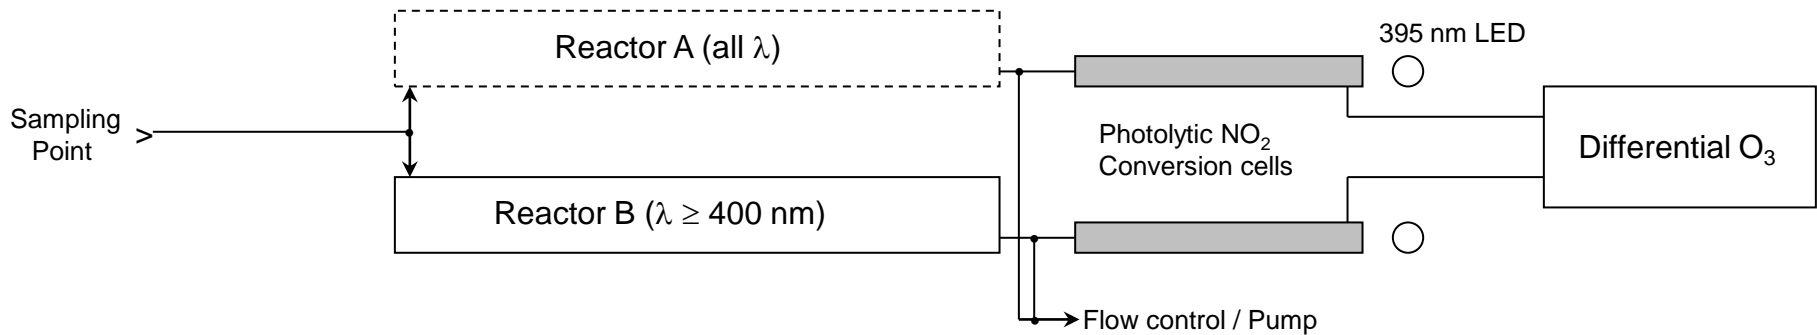 Reactor A (all λ)
395 nm LED
Sampling
Point
>
Photolytic NO₂
Conversion cells
Differential O₃
Reactor B (λ ≥ 400 nm)
Flow control / Pump